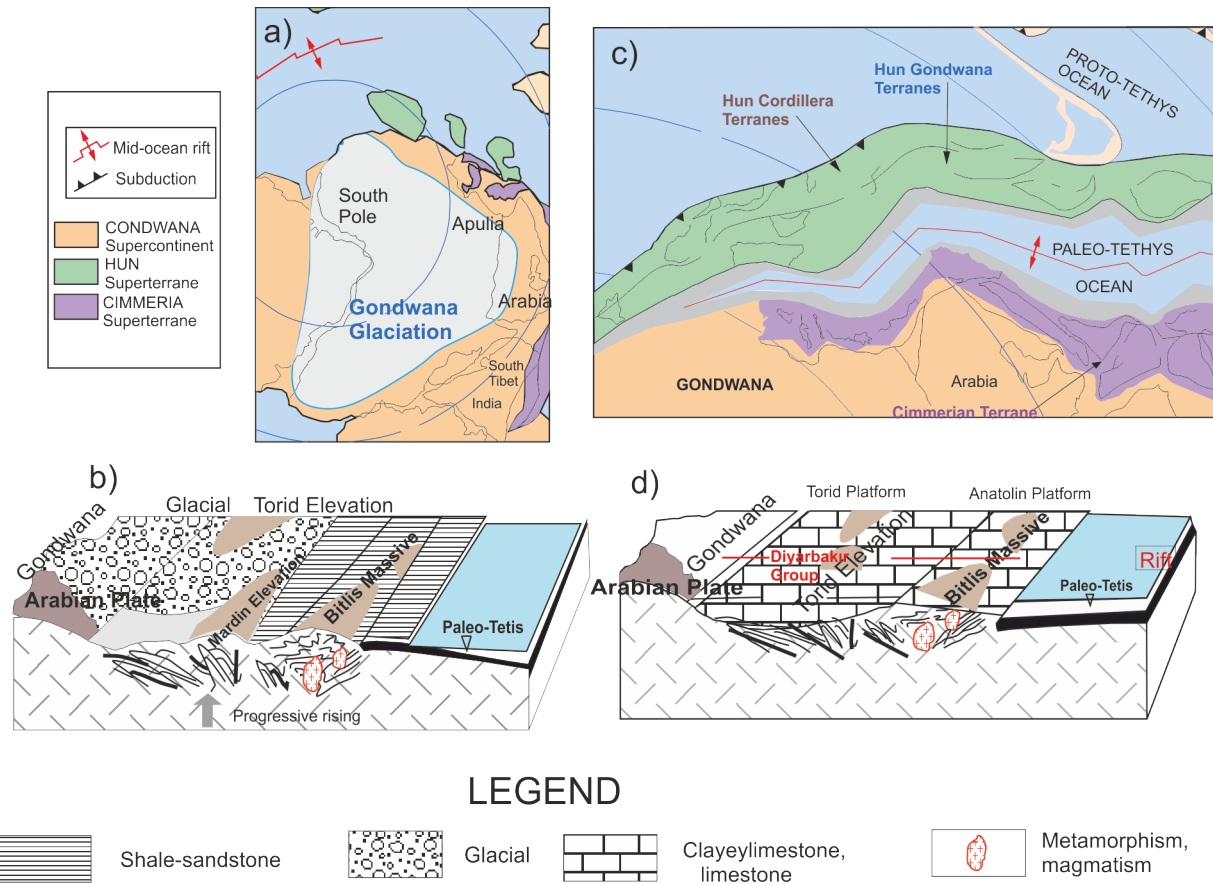 a)
South
Pole
Apulia
Arabia
Gondwana
Glaciation
South
Tibet
India
Mid-ocean rift
Subduction
CONDWANA
Supercontinent
HUN
Superterrane
CIMMERIA
Superterrane
c)
Hun Gondwana
Terranes
Hun Cordillera
Terranes
PROTO-TETHYS
OCEAN
PALEO-TETHYS
OCEAN
GONDWANA
Arabia
Cimmerian Terrane
b)
Glacial
Torid Elevation
Gondwana
Arabian Plate
Mardin Elevation
Bitlis Massive
Paleo-Tetis
Progressive rising
d)
Torid Platform
Anatolin Platform
Gondwana
Arabian Plate
Diyarbakır
Group
Torid Elevation
Bitlis Massive
Rift
Paleo-Tetis
LEGEND
Shale-sandstone
Glacial
Clayeylimestone,
limestone
Metamorphism,
magmatism